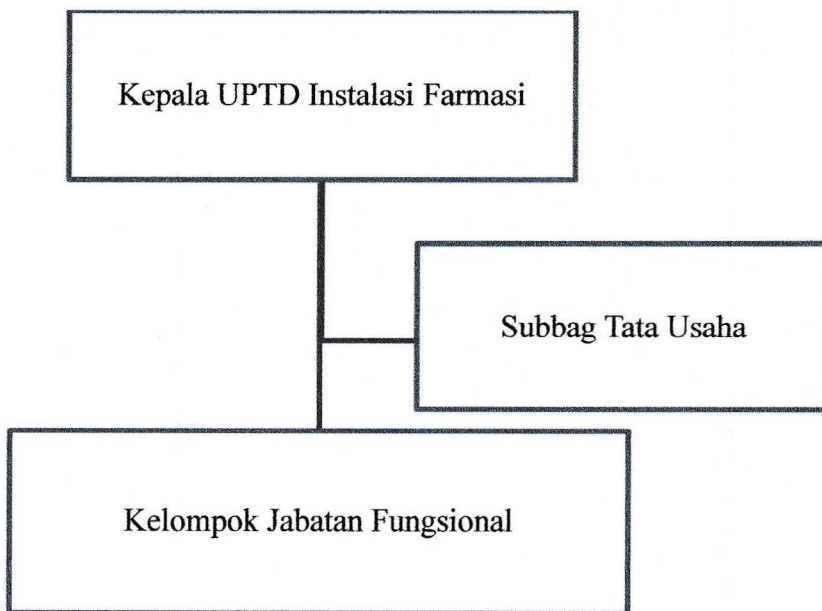 Kepala UPTD Instalasi Farmasi
Subbag Tata Usaha
Kelompok Jabatan Fungsional